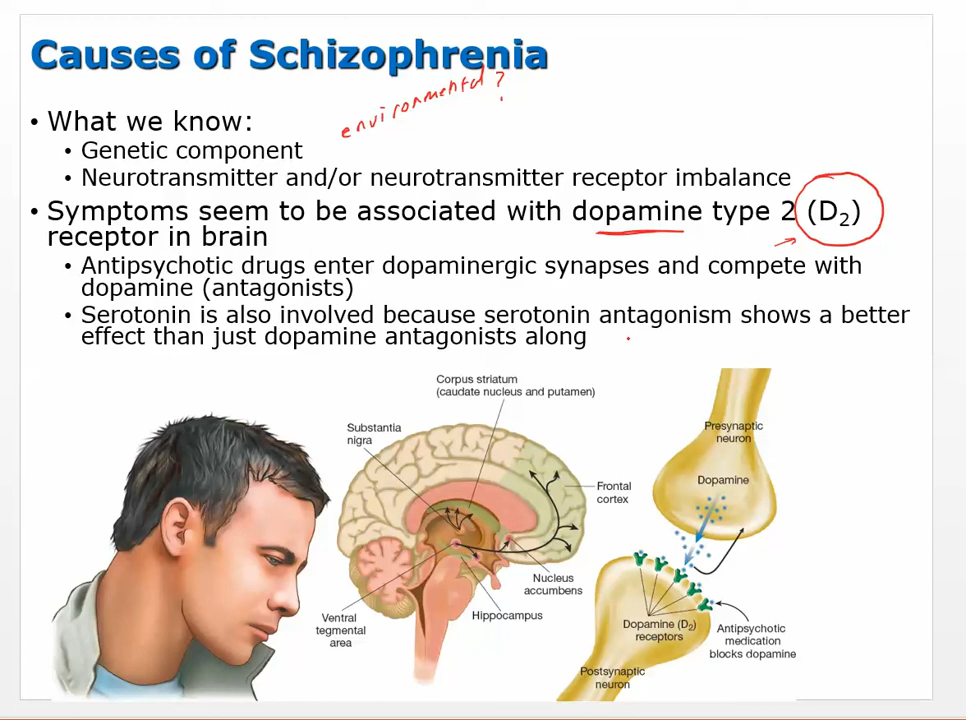 Causes of Schizophrenia
environmental?
• What we know:
• Genetic component
• Neurotransmitter and/or neurotransmitter receptor imbalance
• Symptoms seem to be associated with dopamine type 2 (D₂)
receptor in brain
• Antipsychotic drugs enter dopaminergic synapses and compete with
dopamine (antagonists)
• Serotonin is also involved because serotonin antagonism shows a better
effect than just dopamine antagonists along
Corpus striatum
(caudate nucleus and putamen)
Substantia
nigra
Frontal
cortex
Nucleus
accumbens
Hippocampus
Ventral
tegmental
area
Presynaptic
neuron
Dopamine
Dopamine (D₂)
receptors
Antipsychotic
medication
blocks dopamine
Postsynaptic
neuron